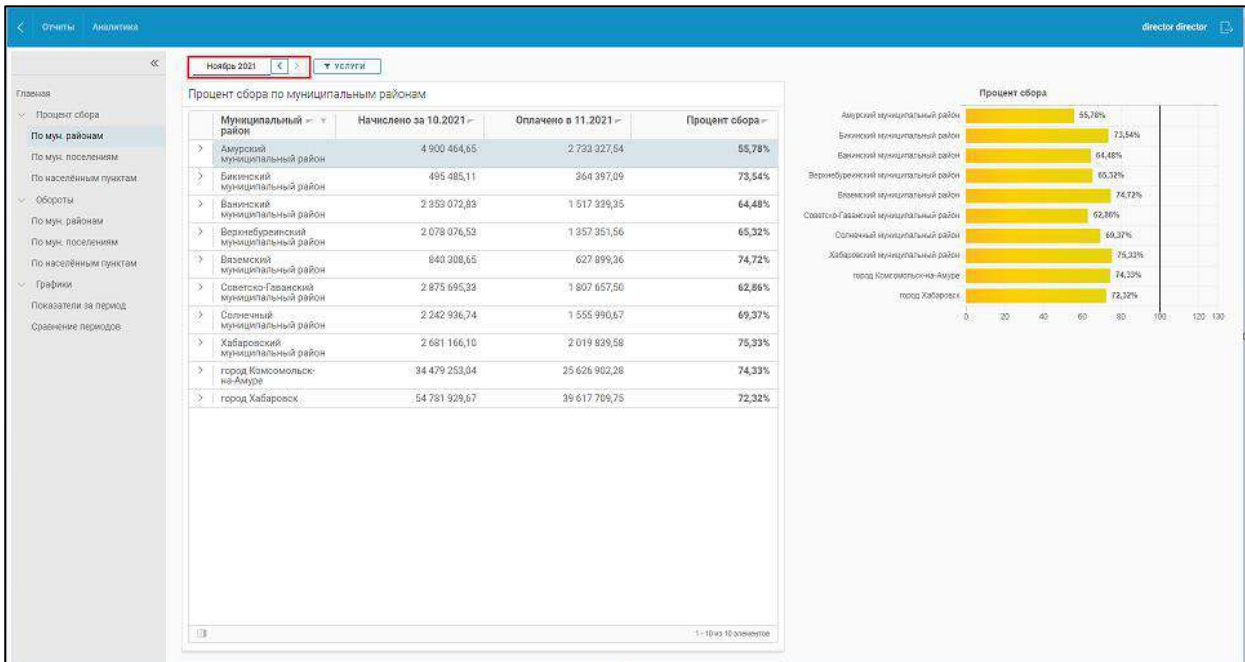 Отчеты Аналитика director director
Ноябрь 2021 УСЛУГИ
Главная
Процент сбора
По мун. районам
По мун. поселениям
По населённым пунктам
Обороты
По мун. районам
По мун. поселениям
По населённым пунктам
Графики
Показатели за период
Сравнение периодов
Процент сбора по муниципальным районам
Муниципальный район Начислено за 10.2021 Оплачено в 11.2021 Процент сбора
Амурский муниципальный район 4 900 464,65 2 733 327,54 55,78%
Бикинский муниципальный район 495 485,11 364 397,09 73,54%
Ванинский муниципальный район 2 353 072,83 1 517 339,35 64,48%
Верхнебуреинский муниципальный район 2 078 076,53 1 357 351,56 65,32%
Вяземский муниципальный район 840 308,65 627 899,36 74,72%
Советско-Гаванский муниципальный район 2 875 695,33 1 807 657,50 62,86%
Солнечный муниципальный район 2 242 936,74 1 555 990,67 69,37%
Хабаровский муниципальный район 2 681 166,10 2 019 839,58 75,33%
город Комсомольск-на-Амуре 34 479 253,04 25 626 902,28 74,33%
город Хабаровск 54 781 929,67 39 617 709,75 72,32%
1 - 10 из 10 элементов
Процент сбора
Амурский муниципальный район 55,78%
Бикинский муниципальный район 73,54%
Ванинский муниципальный район 64,48%
Верхнебуреинский муниципальный район 65,32%
Вяземский муниципальный район 74,72%
Советско-Гаванский муниципальный район 62,86%
Солнечный муниципальный район 69,37%
Хабаровский муниципальный район 75,33%
город Комсомольск-на-Амуре 74,33%
город Хабаровск 72,32%
0 20 40 60 80 100 120 130